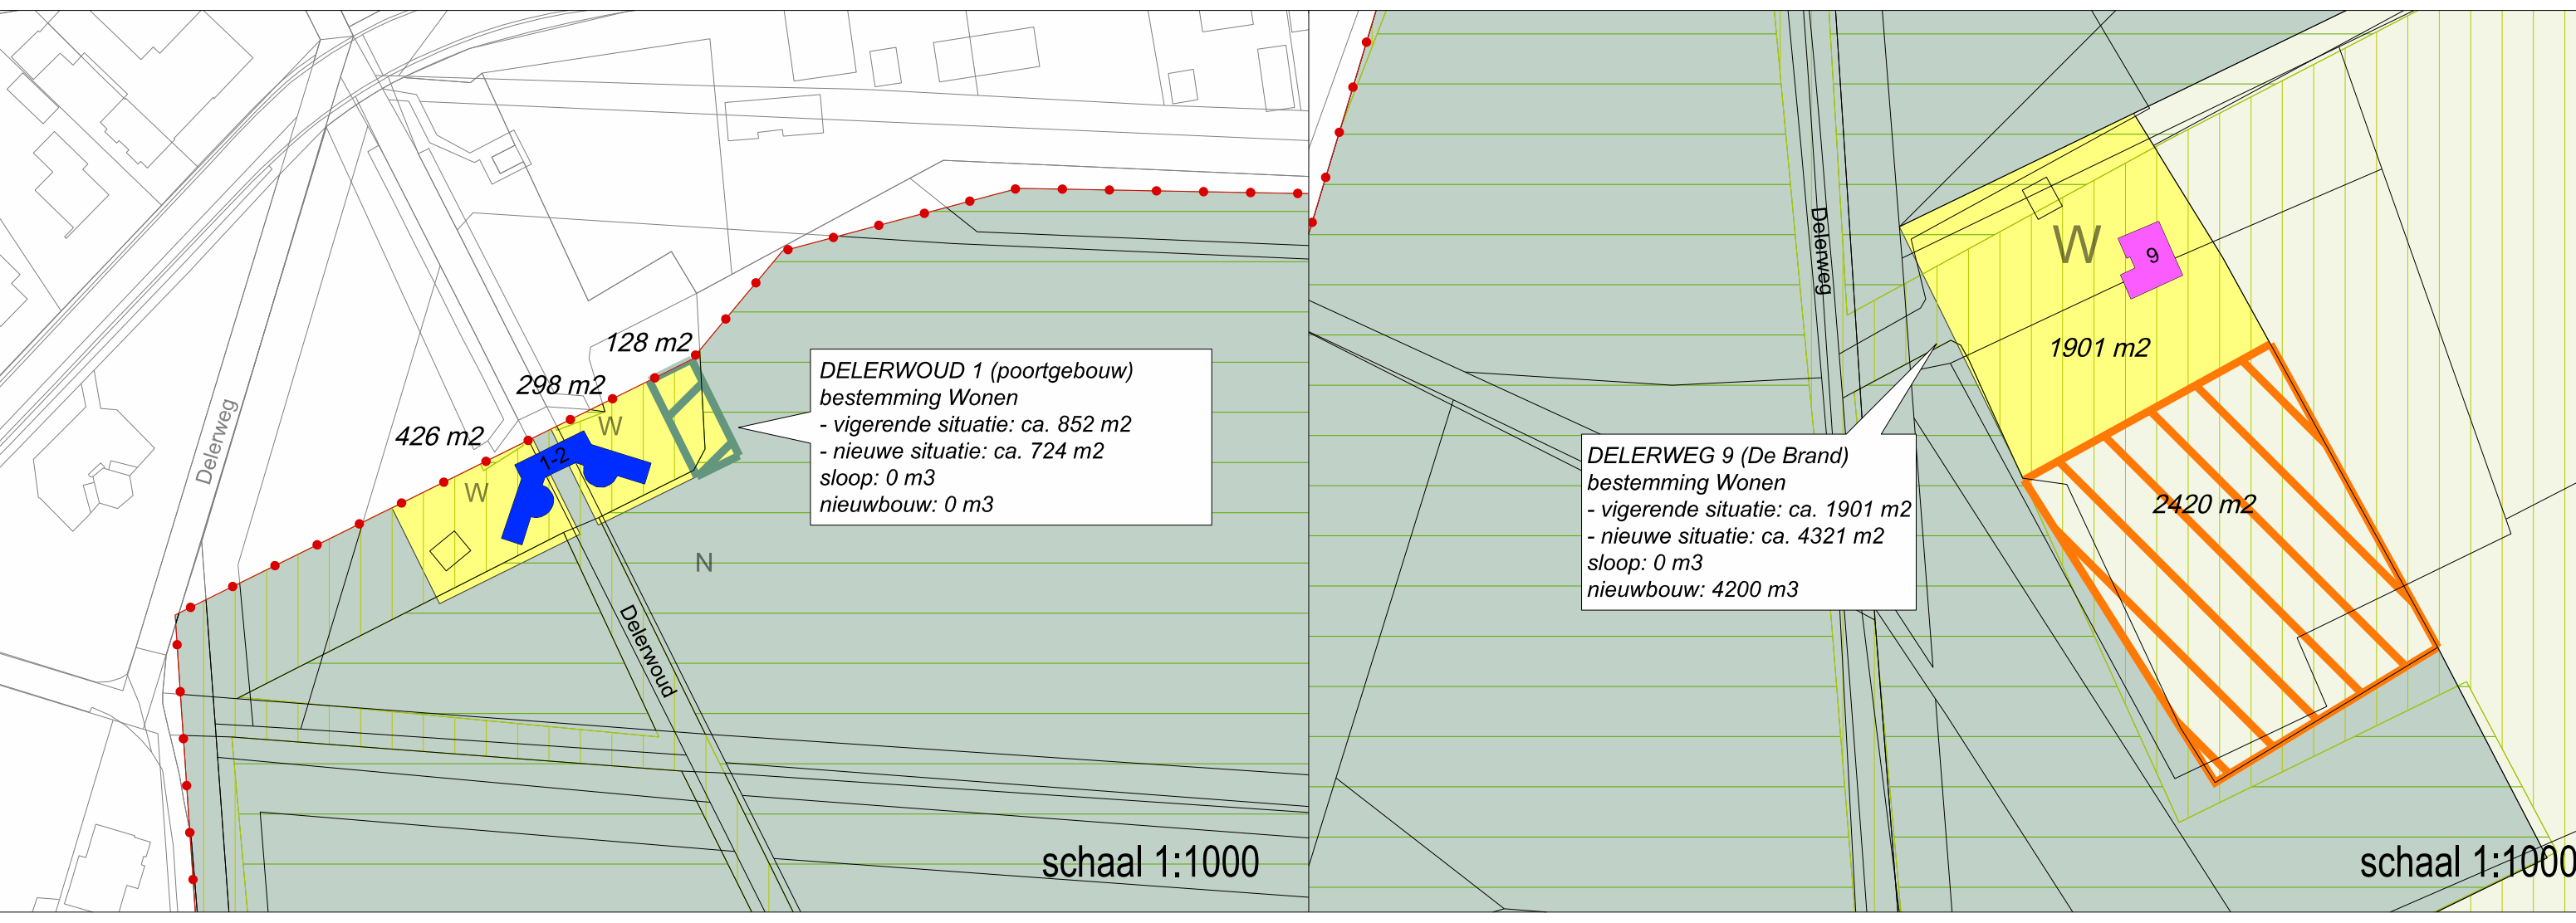 Delerweg
426 m2
298 m2
128 m2
W
W
1-2
DELERWOUD 1 (poortgebouw)
bestemming Wonen
- vigerende situatie: ca. 852 m2
- nieuwe situatie: ca. 724 m2
sloop: 0 m3
nieuwbouw: 0 m3
N
Delerwoud
schaal 1:1000
Delerweg
W
9
1901 m2
DELERWEG 9 (De Brand)
bestemming Wonen
- vigerende situatie: ca. 1901 m2
- nieuwe situatie: ca. 4321 m2
sloop: 0 m3
nieuwbouw: 4200 m3
2420 m2
schaal 1:1000